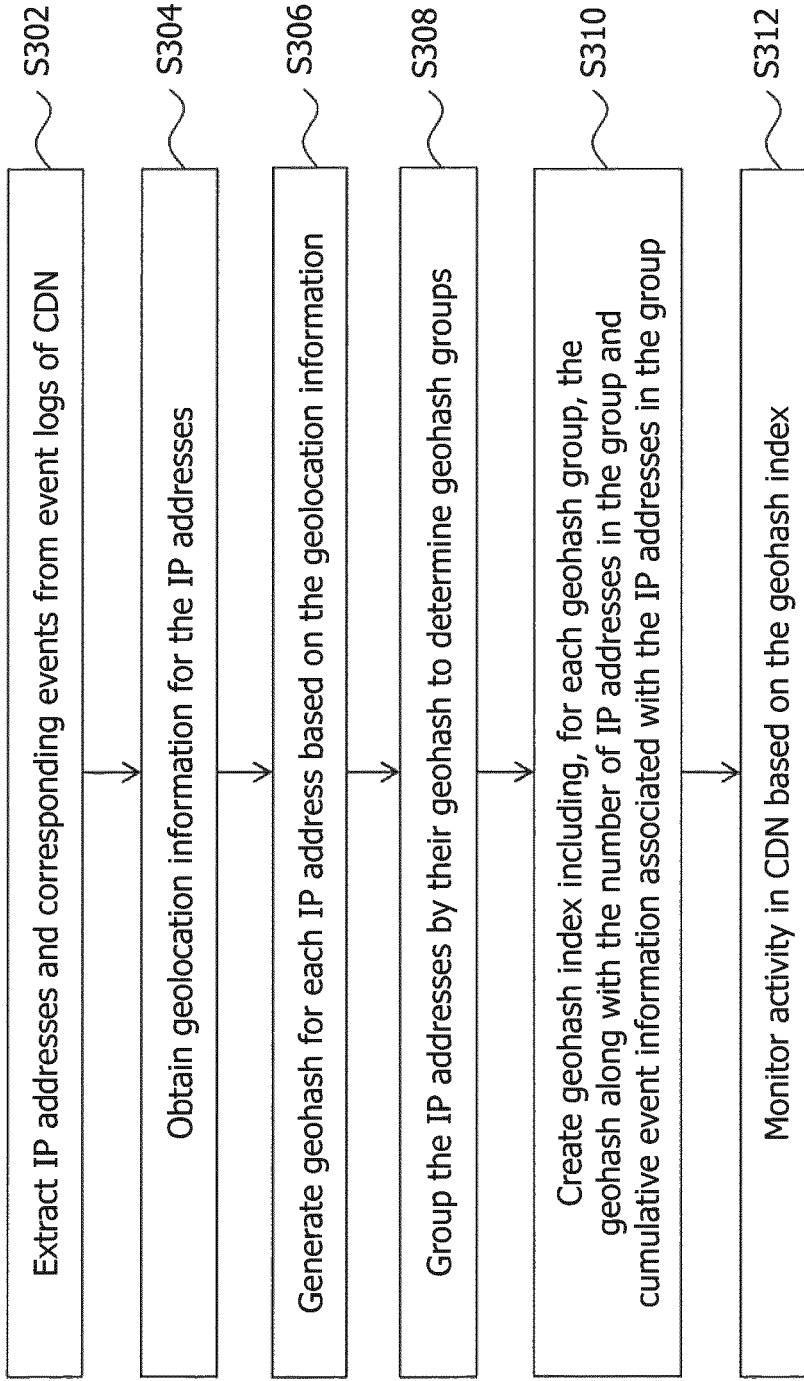 Extract IP addresses and corresponding events from event logs of CDN
S302
Obtain geolocation information for the IP addresses
S304
Generate geohash for each IP address based on the geolocation information
S306
Group the IP addresses by their geohash to determine geohash groups
S308
Create geohash index including, for each geohash group, the
geohash along with the number of IP addresses in the group and
cumulative event information associated with the IP addresses in the group
S310
Monitor activity in CDN based on the geohash index
S312